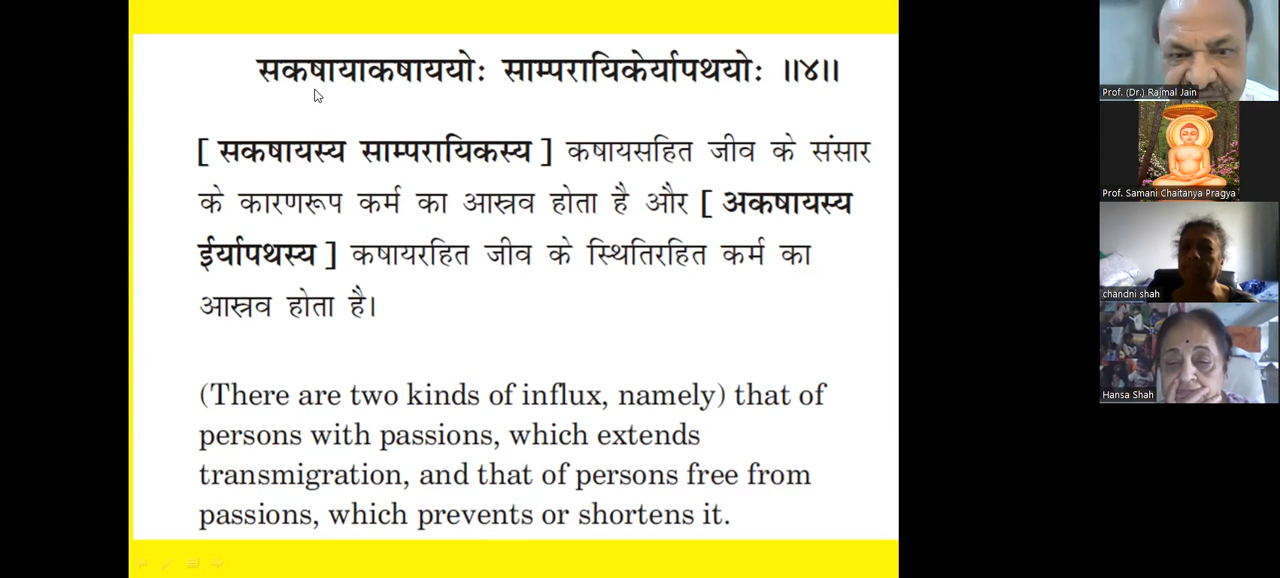 सकषायाकषाययोः साम्परायिकेर्यापथयोः ॥४॥
[ सकषायस्य साम्परायिकस्य ] कषायसहित जीव के संसार
के कारणरूप कर्म का आस्रव होता है और [ अकषायस्य
ईर्यापथस्य ] कषायरहित जीव के स्थितिरहित कर्म का
आस्रव होता है।
(There are two kinds of influx, namely) that of
persons with passions, which extends
transmigration, and that of persons free from
passions, which prevents or shortens it.
Prof. (Dr.) Rajmal Jain
Prof. Samani Chaitanya Pragya
chandni shah
Hansa Shah